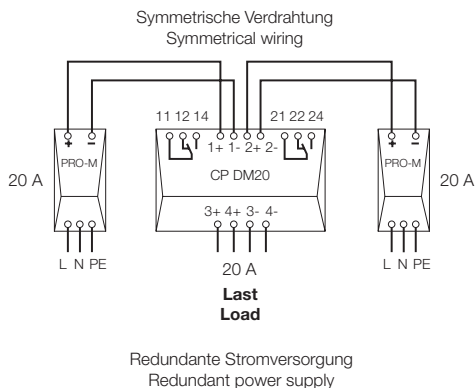 Symmetrische Verdrahtung
Symmetrical wiring
+ − + −
11 12 14 1+ 1- 2+ 2- 21 22 24
PRO-M CP DM20 PRO-M
20 A 20 A
3+ 4+ 3- 4-
L N PE 20 A L N PE
Last
Load
Redundante Stromversorgung
Redundant power supply